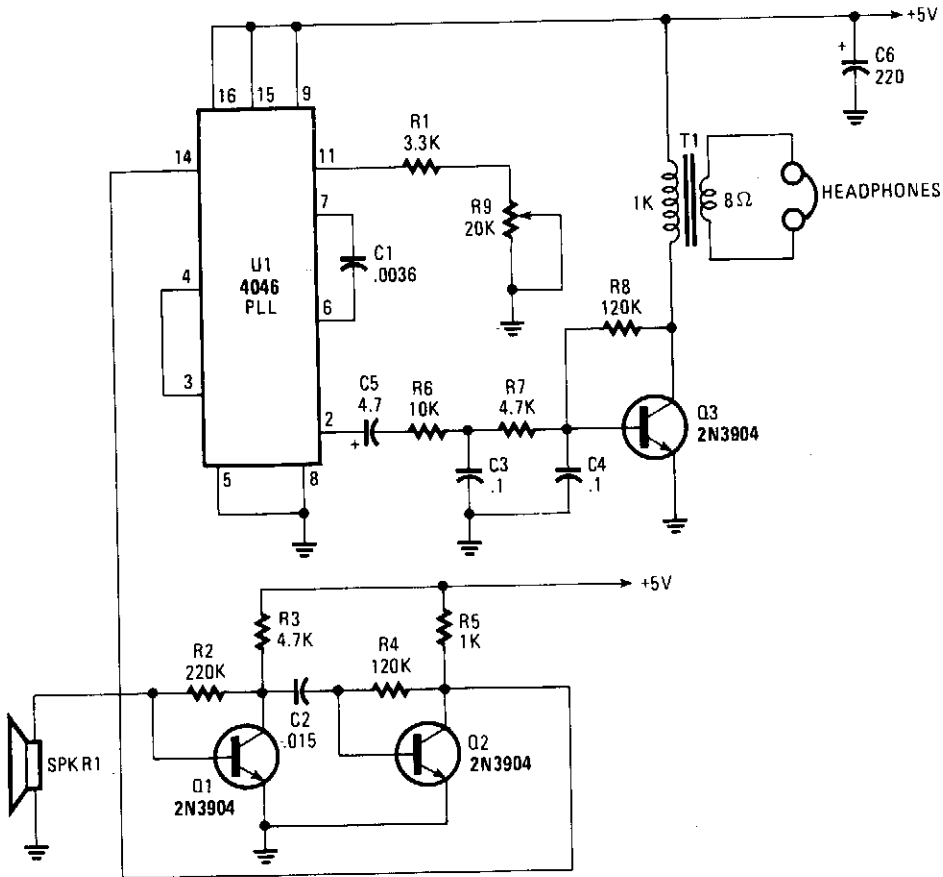 +5V
+
C6
220
16
15
9
14
11
R1
3.3K
T1
7
R9
20K
1K
8Ω
HEADPHONES
C1
.0036
U1
4046
PLL
4
6
R8
120K
3
C5
4.7
R6
10K
R7
4.7K
Q3
2N3904
2
+
C3
.1
C4
.1
5
8
+5V
R3
4.7K
R5
1K
R2
220K
R4
120K
C2
.015
SPKR1
Q1
2N3904
Q2
2N3904